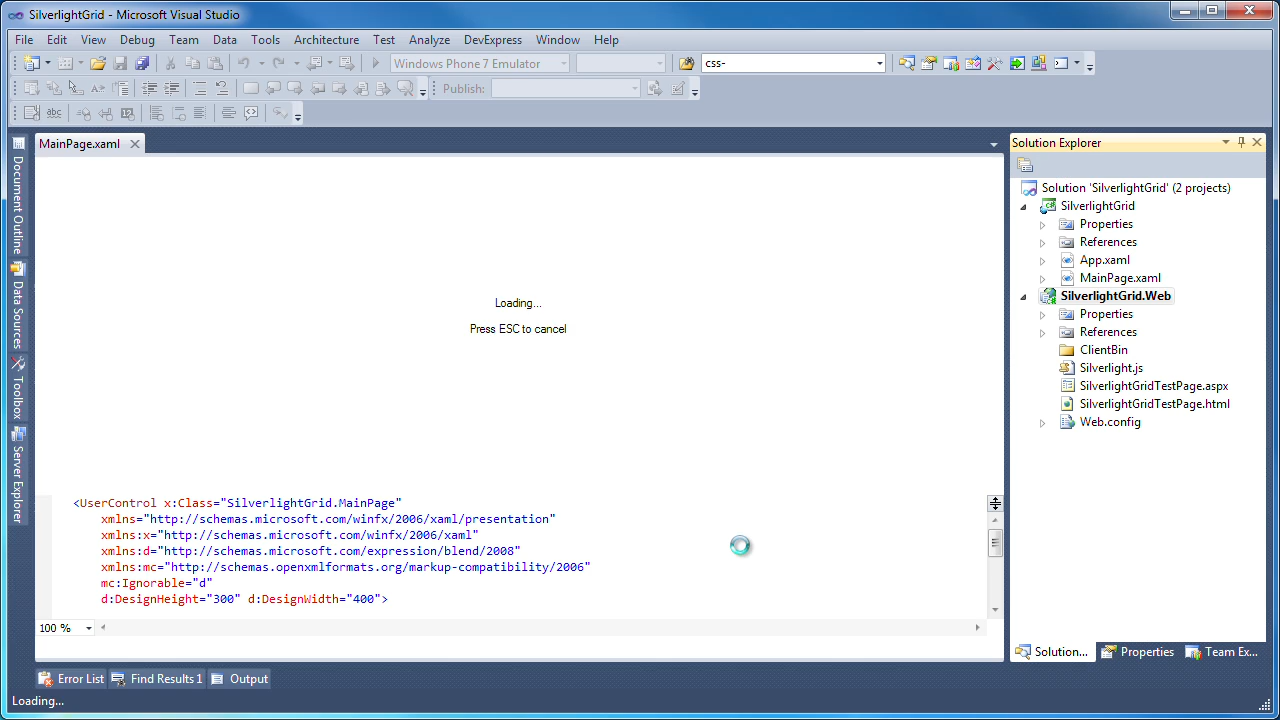 SilverlightGrid - Microsoft Visual Studio
File Edit View Debug Team Data Tools Architecture Test Analyze DevExpress Window Help
Windows Phone 7 Emulator
css-
Publish:
MainPage.xaml
Document Outline
Data Sources
Toolbox
Server Explorer
Loading...
Press ESC to cancel
<UserControl x:Class="SilverlightGrid.MainPage"
xmlns="http://schemas.microsoft.com/winfx/2006/xaml/presentation"
xmlns:x="http://schemas.microsoft.com/winfx/2006/xaml"
xmlns:d="http://schemas.microsoft.com/expression/blend/2008"
xmlns:mc="http://schemas.openxmlformats.org/markup-compatibility/2006"
mc:Ignorable="d"
d:DesignHeight="300" d:DesignWidth="400">
100 %
Solution Explorer
Solution 'SilverlightGrid' (2 projects)
SilverlightGrid
Properties
References
App.xaml
MainPage.xaml
SilverlightGrid.Web
Properties
References
ClientBin
Silverlight.js
SilverlightGridTestPage.aspx
SilverlightGridTestPage.html
Web.config
Solution... Properties Team Ex...
Error List Find Results 1 Output
Loading...